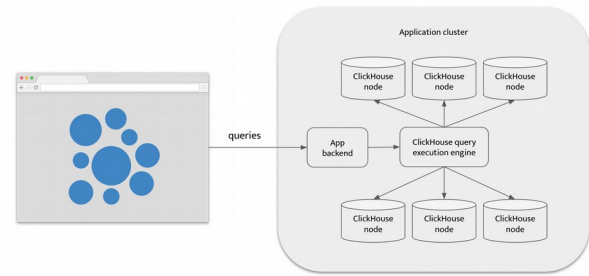 Application cluster
ClickHouse
node
ClickHouse
node
ClickHouse
node
queries
App
backend
ClickHouse query
execution engine
ClickHouse
node
ClickHouse
node
ClickHouse
node